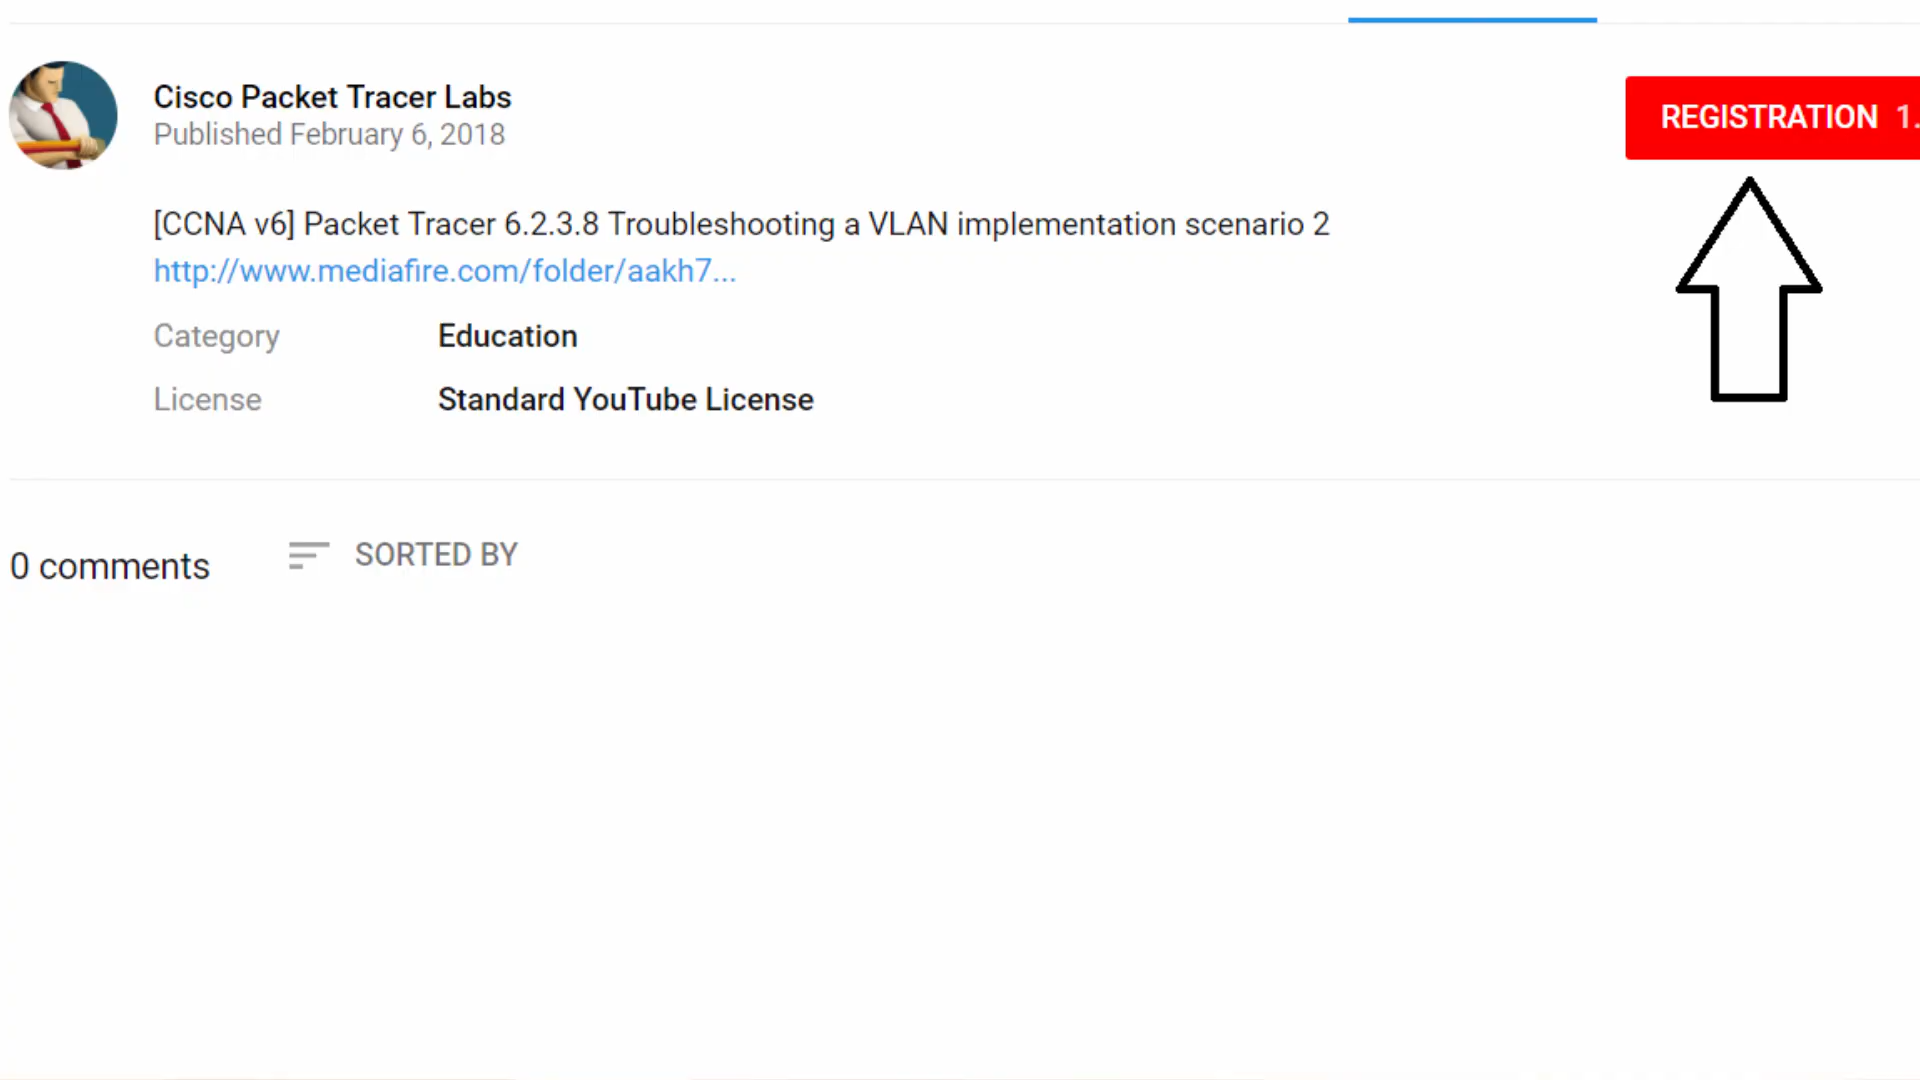 Cisco Packet Tracer Labs
Published February 6, 2018
REGISTRATION 1.
[CCNA v6] Packet Tracer 6.2.3.8 Troubleshooting a VLAN implementation scenario 2
http://www.mediafire.com/folder/aakh7...
Category Education
License Standard YouTube License
0 comments SORTED BY